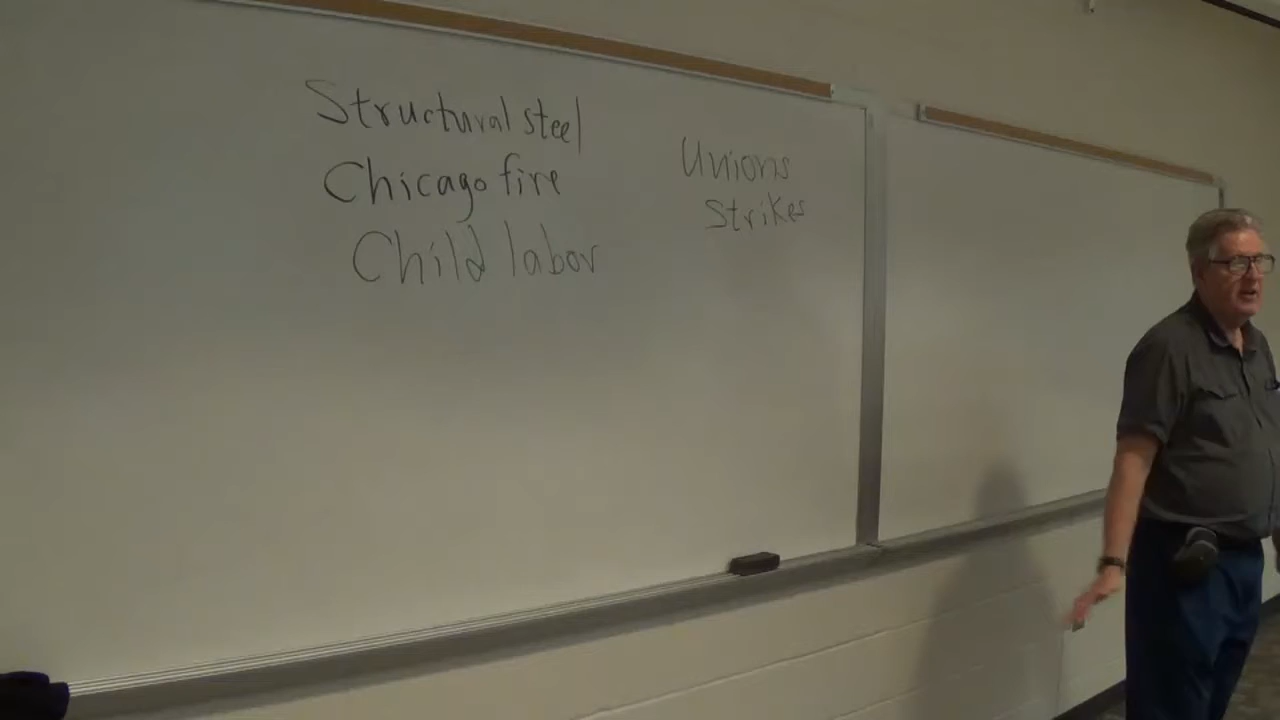 Structural steel
Chicago fire
Child labor
Unions
Strikes